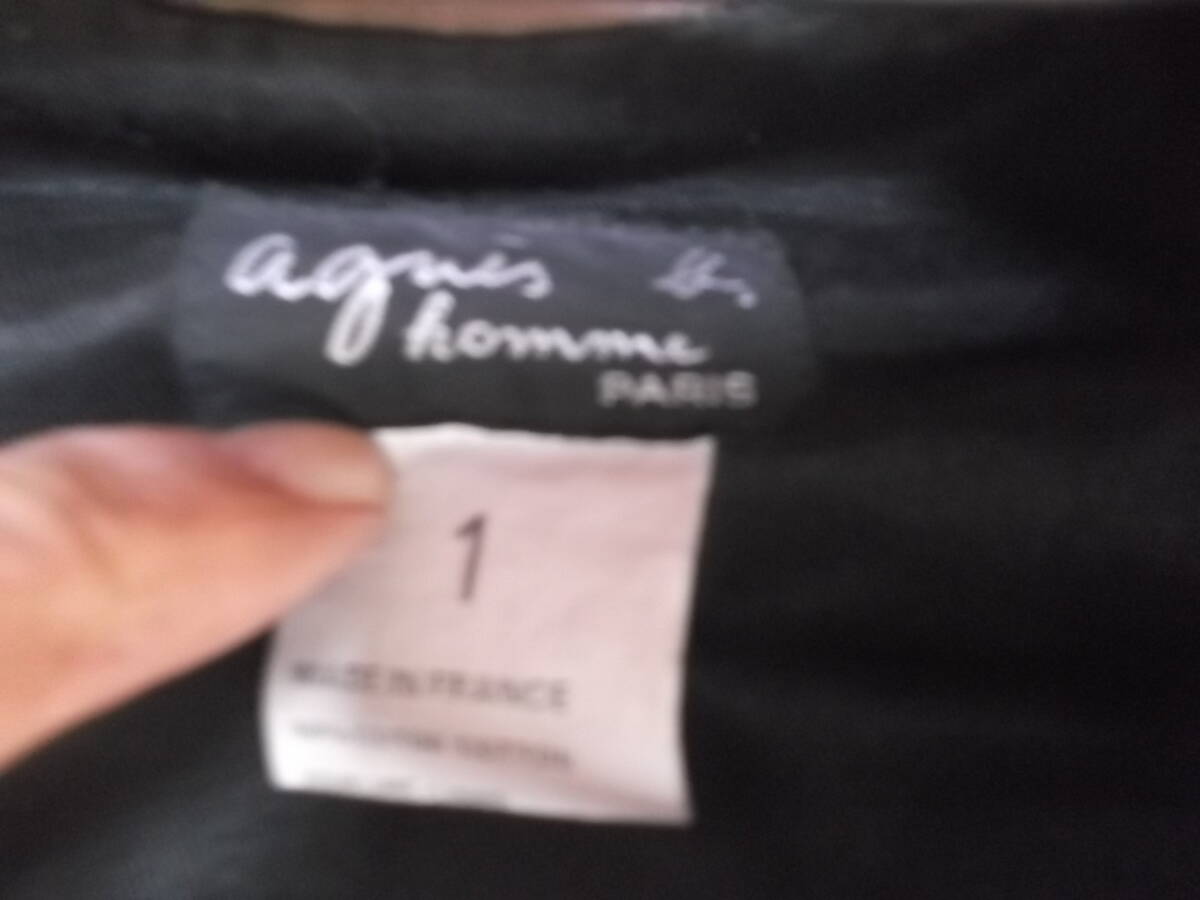 agnès b.
homme
PARIS
1
MADE IN FRANCE